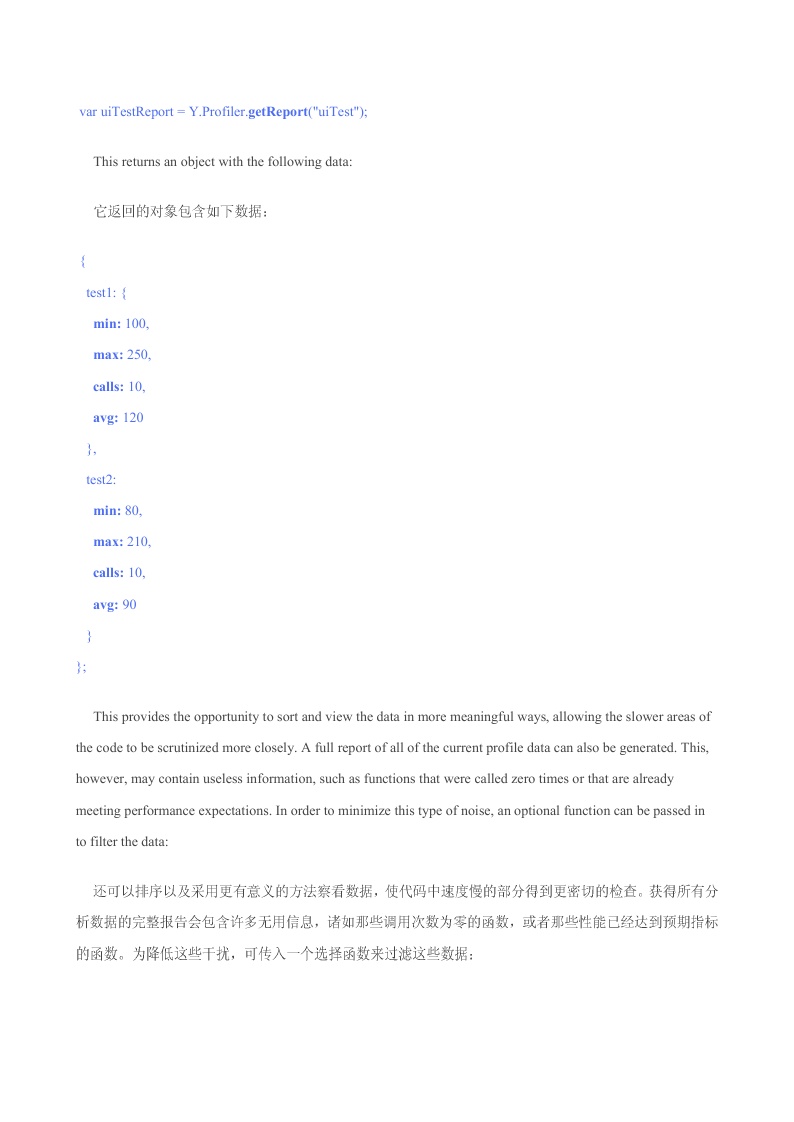 var uiTestReport = Y.Profiler.getReport("uiTest");
This returns an object with the following data:
它返回的对象包含如下数据：
{
test1: {
min: 100,
max: 250,
calls: 10,
avg: 120
},
test2:
min: 80,
max: 210,
calls: 10,
avg: 90
}
};
This provides the opportunity to sort and view the data in more meaningful ways, allowing the slower areas of
the code to be scrutinized more closely. A full report of all of the current profile data can also be generated. This,
however, may contain useless information, such as functions that were called zero times or that are already
meeting performance expectations. In order to minimize this type of noise, an optional function can be passed in
to filter the data:
还可以排序以及采用更有意义的方法察看数据，使代码中速度慢的部分得到更密切的检查。获得所有分
析数据的完整报告会包含许多无用信息，诸如那些调用次数为零的函数，或者那些性能已经达到预期指标
的函数。为降低这些干扰，可传入一个选择函数来过滤这些数据：